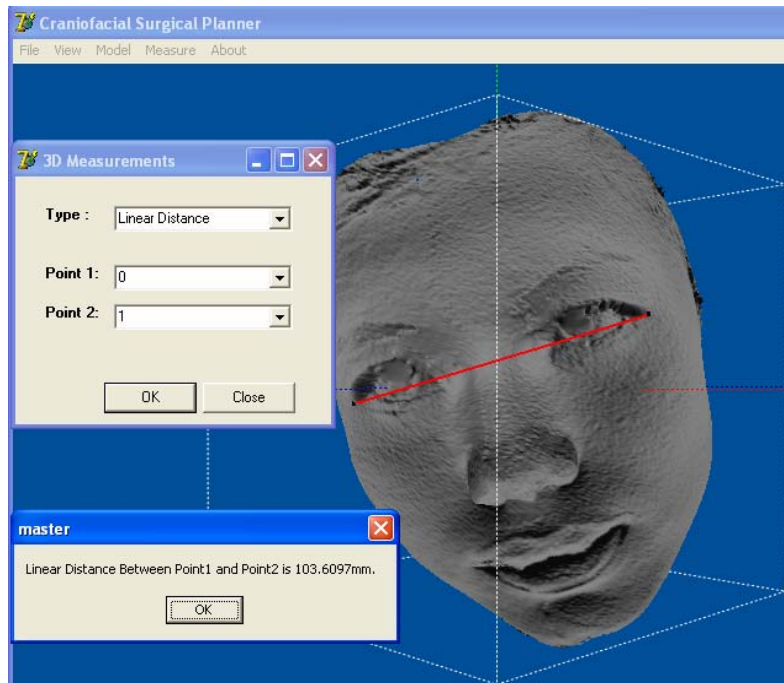 Craniofacial Surgical Planner
File View Model Measure About
3D Measurements
Type : Linear Distance
Point 1: 0
Point 2: 1
OK Close
master
Linear Distance Between Point1 and Point2 is 103.6097mm.
OK